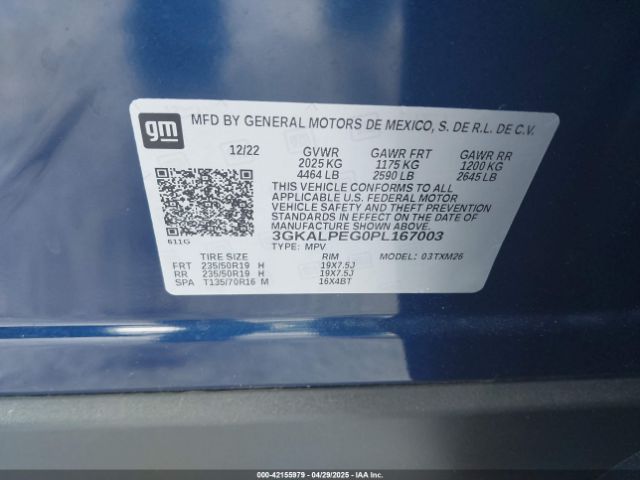 gm
MFD BY GENERAL MOTORS DE MEXICO, S. DE R.L. DE C.V.
12/22 GVWR GAWR FRT GAWR RR
2025 KG 1175 KG 1200 KG
4464 LB 2590 LB 2645 LB
THIS VEHICLE CONFORMS TO ALL
APPLICABLE U.S. FEDERAL MOTOR
VEHICLE SAFETY AND THEFT PREVENTION
STANDARDS IN EFFECT ON THE DATE OF
MANUFACTURE SHOWN ABOVE.
611G
3GKALPEG0PL167003
TYPE: MPV MODEL: 03TXM26
TIRE SIZE RIM
FRT 235/50R19 H 19X7.5J
RR 235/50R19 H 19X7.5J
SPA T135/70R16 M 16X4BT
000-42155979 04/29/2025 IAAI.COM